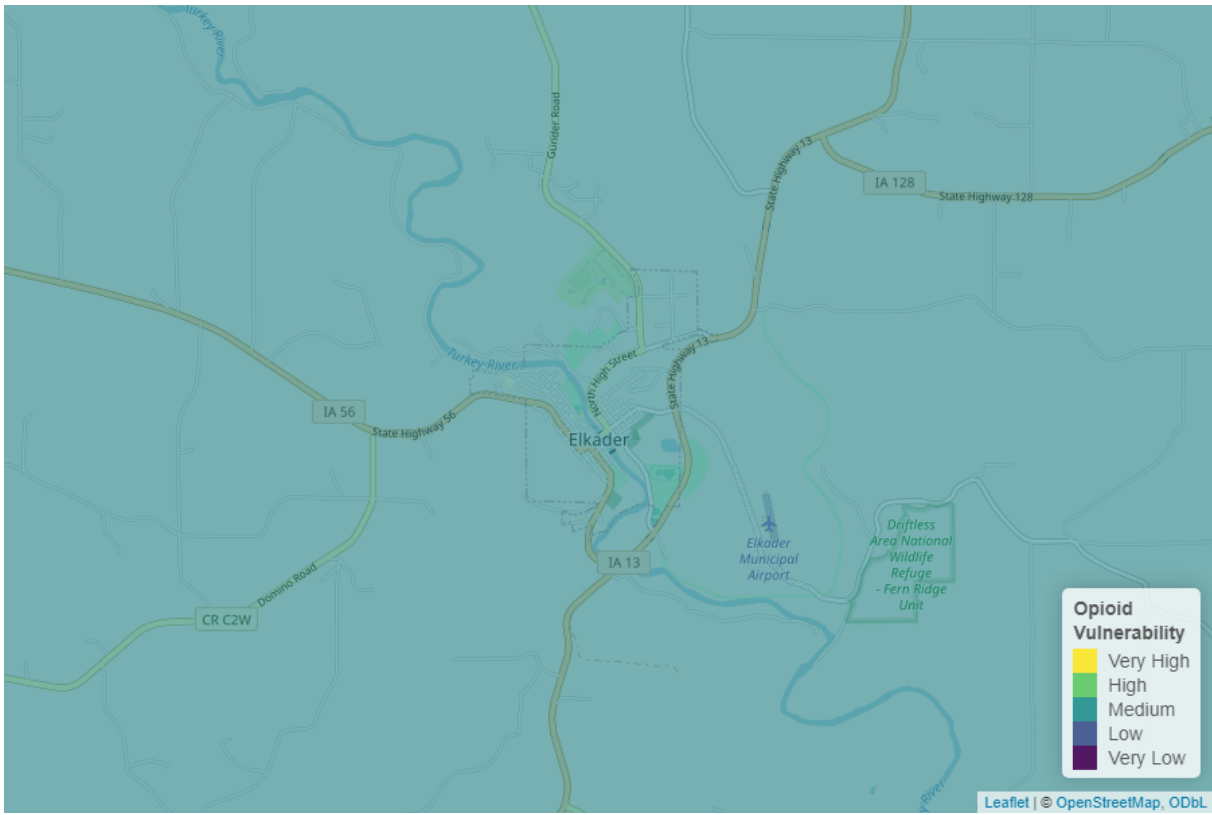 Turkey River
Gunder Road
State Highway 13
IA 128
State Highway 128
Turkey River
North High Street
State Highway 13
IA 56
State Highway 56
Elkader
Driftless
Area National
Wildlife
Refuge
- Fern Ridge
Unit
Elkader
Municipal
Airport
IA 13
Domino Road
CR C2W
Opioid
Vulnerability
Very High
High
Medium
Low
Very Low
River
Leaflet | © OpenStreetMap, ODbL